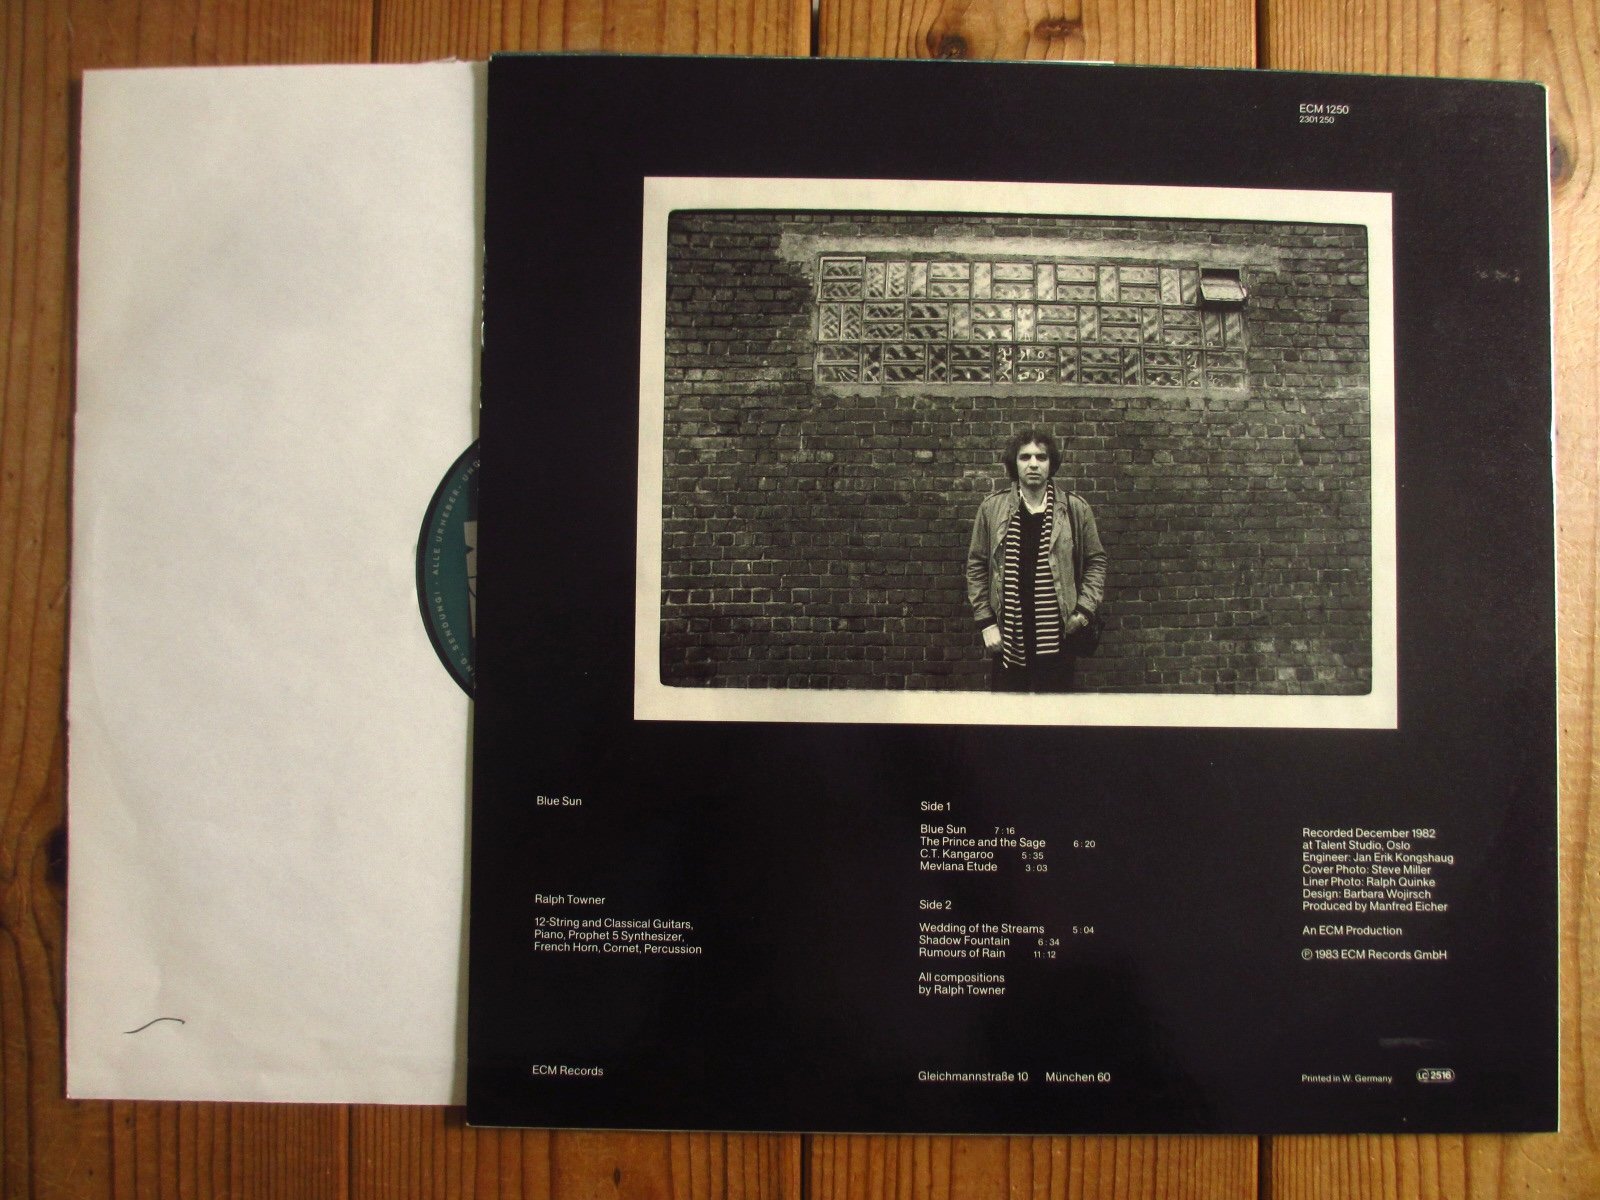 ECM 1250
2301 250
SENDUNG! · ALLE URHEBER-
Blue Sun
Ralph Towner
12-String and Classical Guitars,
Piano, Prophet 5 Synthesizer,
French Horn, Cornet, Percussion
ECM Records
Side 1
Blue Sun 7:16
The Prince and the Sage 6:20
C.T. Kangaroo 5:35
Mevlana Etude 3:03
Side 2
Wedding of the Streams 5:04
Shadow Fountain 6:34
Rumours of Rain 11:12
All compositions
by Ralph Towner
Gleichmannstraße 10 München 60
Recorded December 1982
at Talent Studio, Oslo
Engineer: Jan Erik Kongshaug
Cover Photo: Steve Miller
Liner Photo: Ralph Quinke
Design: Barbara Wojirsch
Produced by Manfred Eicher
An ECM Production
Ⓟ 1983 ECM Records GmbH
Printed in W. Germany LC 2516